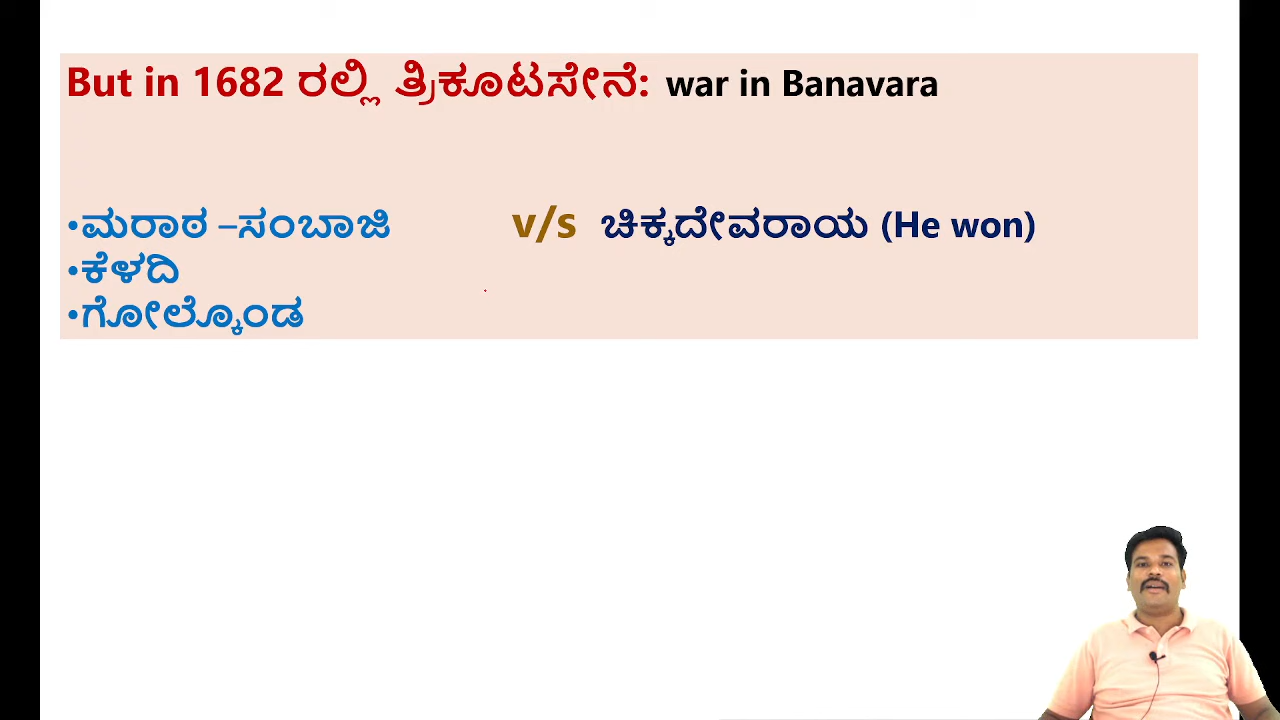 But in 1682 ರಲ್ಲಿ ತ್ರಿಕೂಟಸೇನೆ: war in Banavara
•ಮರಾಠ –ಸಂಬಾಜಿ v/s ಚಿಕ್ಕದೇವರಾಯ (He won)
•ಕೆಳದಿ
•ಗೋಲ್ಕೊಂಡ